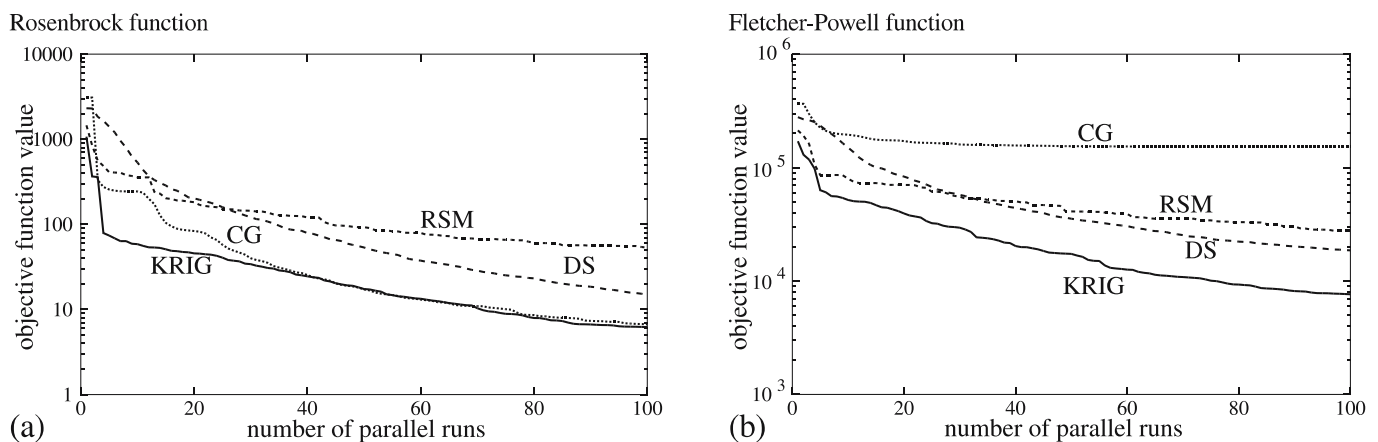 Rosenbrock function
objective function value
10000
1000
100
10
1
0
20
40
60
80
100
number of parallel runs
RSM
CG
DS
KRIG
(a)
Fletcher-Powell function
objective function value
10 6
10 5
10 4
10 3
0
20
40
60
80
100
number of parallel runs
CG
RSM
DS
KRIG
(b)